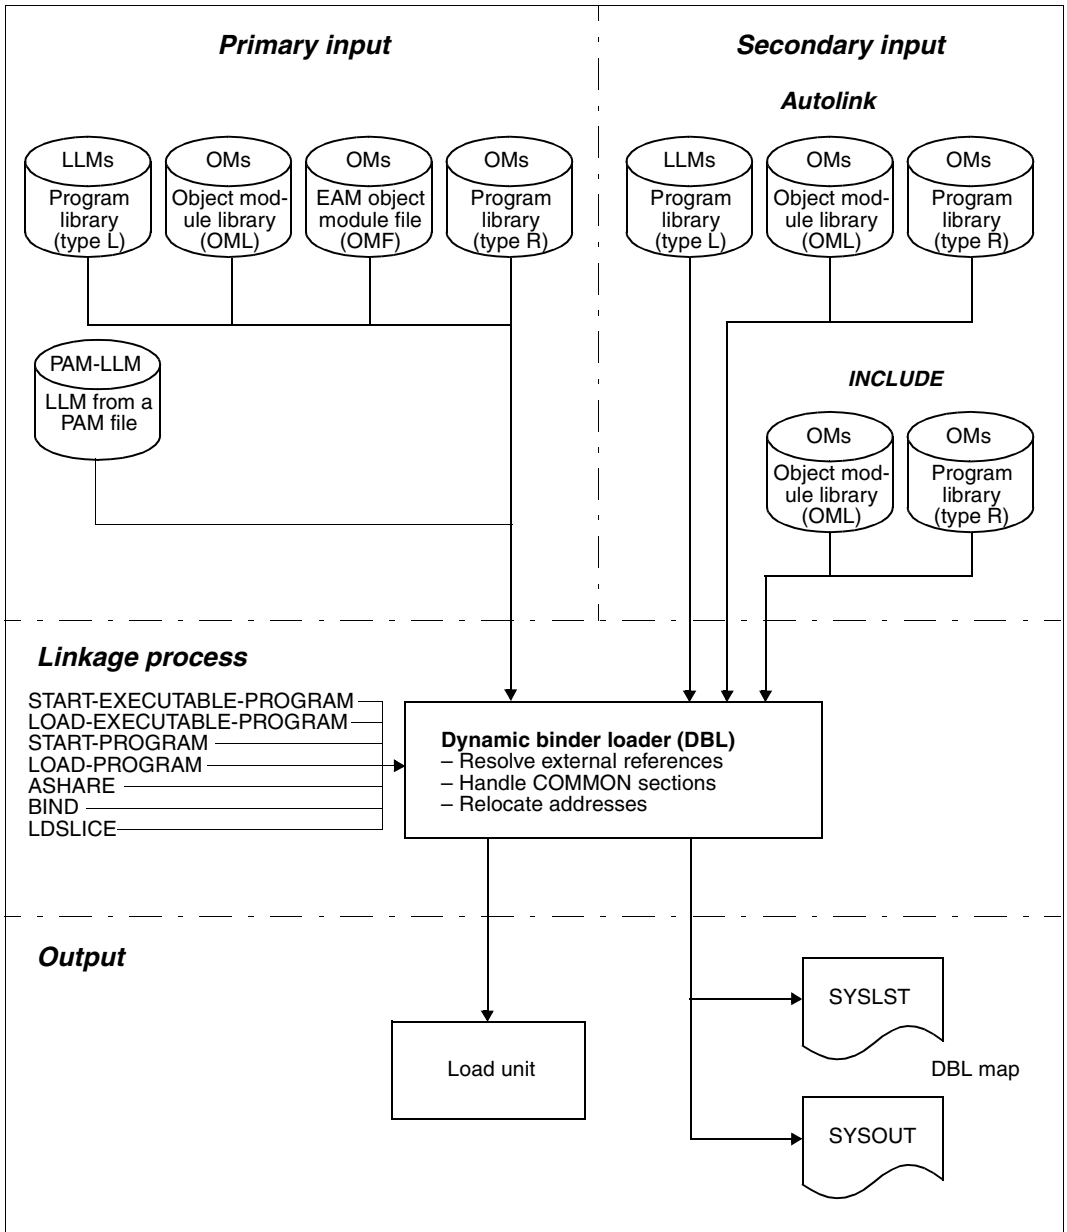 Primary input
Secondary input
Autolink
LLMs
Program
library
(type L)
OMs
Object mod-
ule library
(OML)
OMs
EAM object
module file
(OMF)
OMs
Program
library
(type R)
LLMs
Program
library
(type L)
OMs
Object mod-
ule library
(OML)
OMs
Program
library
(type R)
PAM-LLM
LLM from a
PAM file
INCLUDE
OMs
Object mod-
ule library
(OML)
OMs
Program
library
(type R)
Linkage process
START-EXECUTABLE-PROGRAM
LOAD-EXECUTABLE-PROGRAM
START-PROGRAM
LOAD-PROGRAM
ASHARE
BIND
LDSLICE
Dynamic binder loader (DBL)
– Resolve external references
– Handle COMMON sections
– Relocate addresses
Output
Load unit
SYSLST
DBL map
SYSOUT